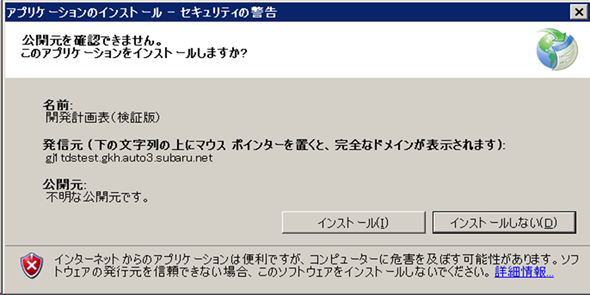 アプリケーションのインストール - セキュリティの警告
公開元を確認できません。
このアプリケーションをインストールしますか?
名前:
開発計画表(検証版)
発信元 (下の文字列の上にマウス ポインターを置くと、完全なドメインが表示されます):
gj1tdstest.gkh.auto3.subaru.net
公開元:
不明な公開元です。
インストール(I)
インストールしない(D)
インターネットからのアプリケーションは便利ですが、コンピューターに危害を及ぼす可能性があります。ソフ
トウェアの発行元を信頼できない場合、このソフトウェアをインストールしないでください。詳細情報...